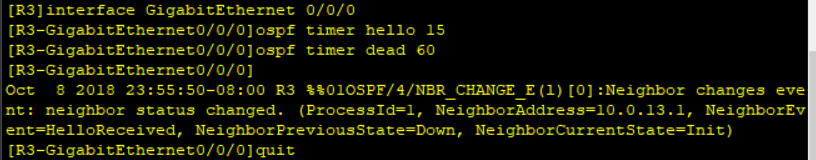 [R3]interface GigabitEthernet 0/0/0
[R3-GigabitEthernet0/0/0]ospf timer hello 15
[R3-GigabitEthernet0/0/0]ospf timer dead 60
[R3-GigabitEthernet0/0/0]
Oct  8 2018 23:55:50-08:00 R3 %%01OSPF/4/NBR_CHANGE_E(l)[0]:Neighbor changes eve
nt: neighbor status changed. (ProcessId=1, NeighborAddress=10.0.13.1, NeighborEv
ent=HelloReceived, NeighborPreviousState=Down, NeighborCurrentState=Init)
[R3-GigabitEthernet0/0/0]quit